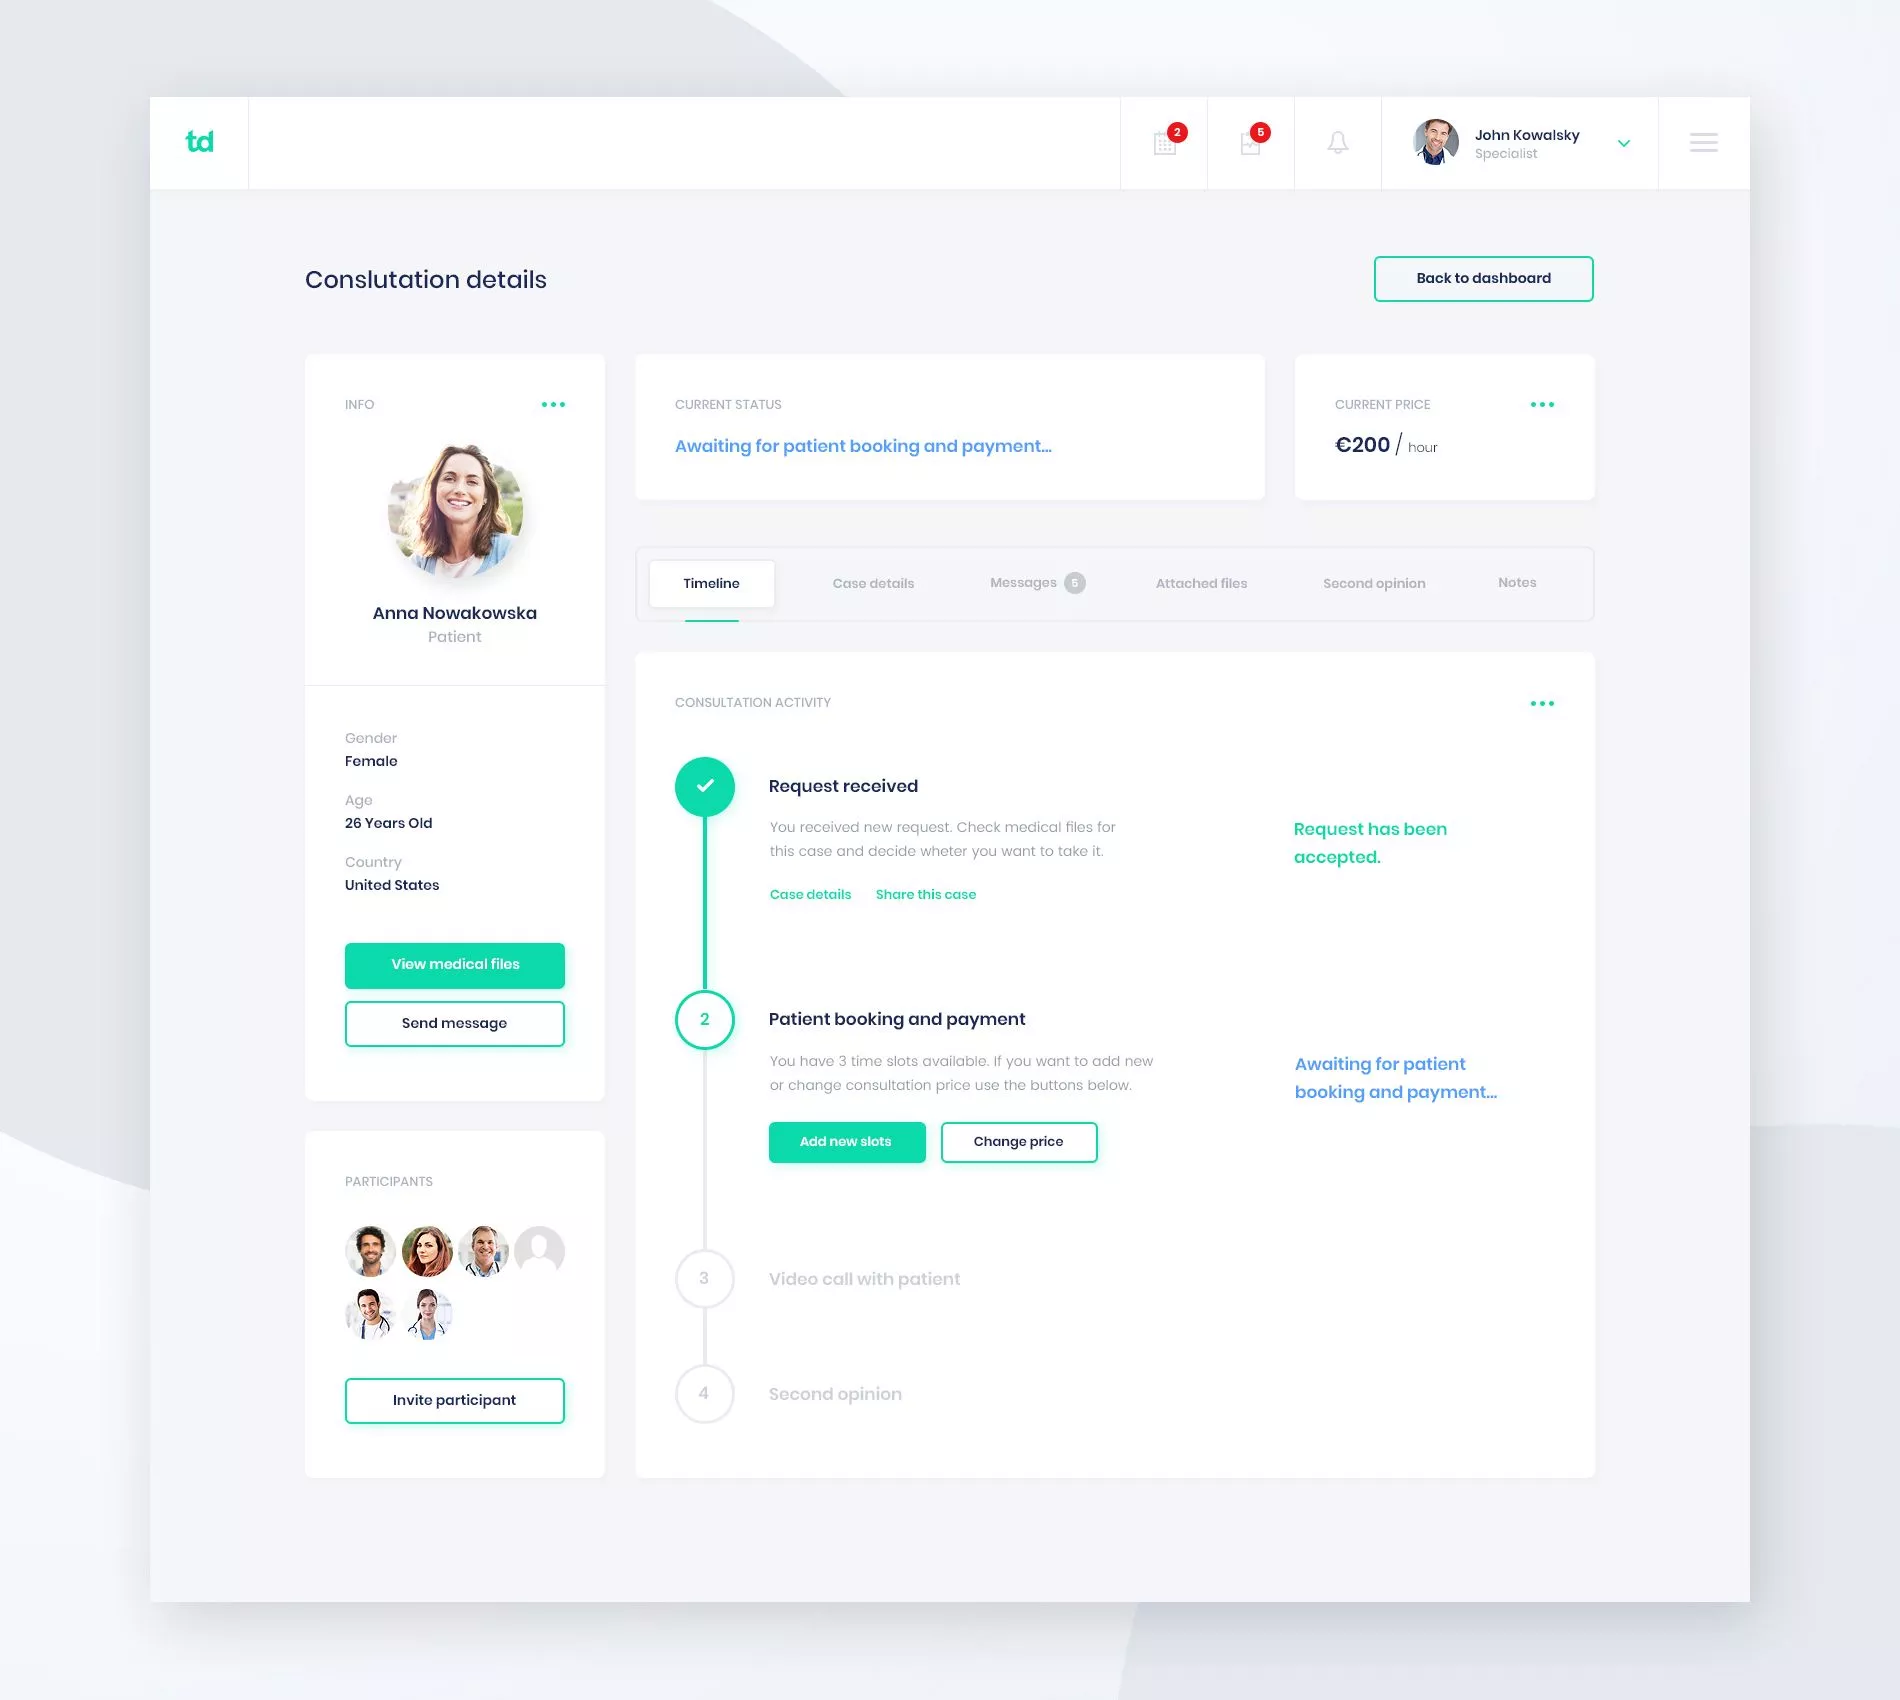 td
2
5
John Kowalsky
Specialist
Conslutation details
Back to dashboard
INFO
Anna Nowakowska
Patient
Gender
Female
Age
26 Years Old
Country
United States
View medical files
Send message
PARTICIPANTS
Invite participant
CURRENT STATUS
Awaiting for patient booking and payment...
CURRENT PRICE
€200 / hour
Timeline
Case details
Messages 5
Attached files
Second opinion
Notes
CONSULTATION ACTIVITY
Request received
You received new request. Check medical files for
this case and decide wheter you want to take it.
Case details
Share this case
Request has been
accepted.
2
Patient booking and payment
You have 3 time slots available. If you want to add new
or change consultation price use the buttons below.
Add new slots
Change price
Awaiting for patient
booking and payment...
3
Video call with patient
4
Second opinion